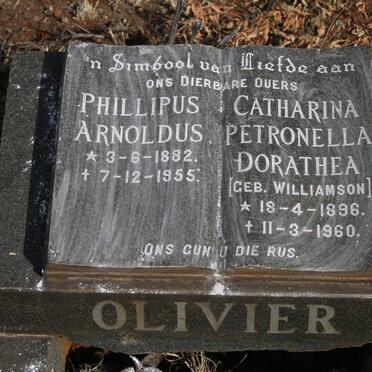 'n Simbool van Liefde aan
ONS DIERBARE OUERS
PHILLIPUS
ARNOLDUS
★ 3-6-1882.
✝ 7-12-1955.
CATHARINA
PETRONELLA
DORATHEA
[GEB. WILLIAMSON]
★ 18-4-1896.
✝ 11-3-1960.
ONS GUN U DIE RUS.
OLIVIER